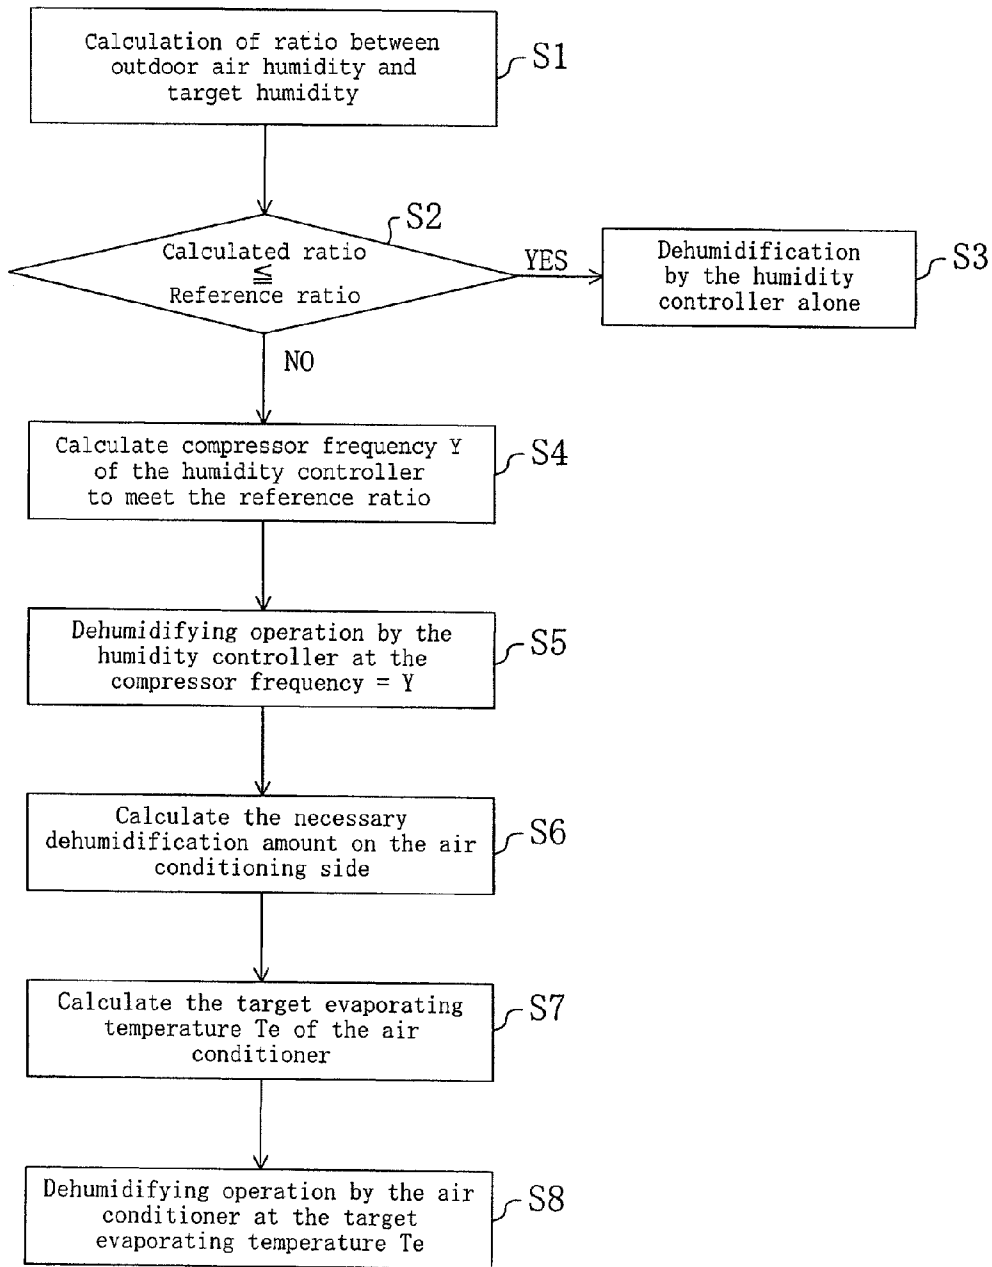 Calculation of ratio between
outdoor air humidity and
target humidity
S1
S2
Calculated ratio
≦
Reference ratio
YES
Dehumidification
by the humidity
controller alone
S3
NO
Calculate compressor frequency Y
of the humidity controller
to meet the reference ratio
S4
Dehumidifying operation by the
humidity controller at the
compressor frequency = Y
S5
Calculate the necessary
dehumidification amount on the air
conditioning side
S6
Calculate the target evaporating
temperature Te of the air
conditioner
S7
Dehumidifying operation by the air
conditioner at the target
evaporating temperature Te
S8